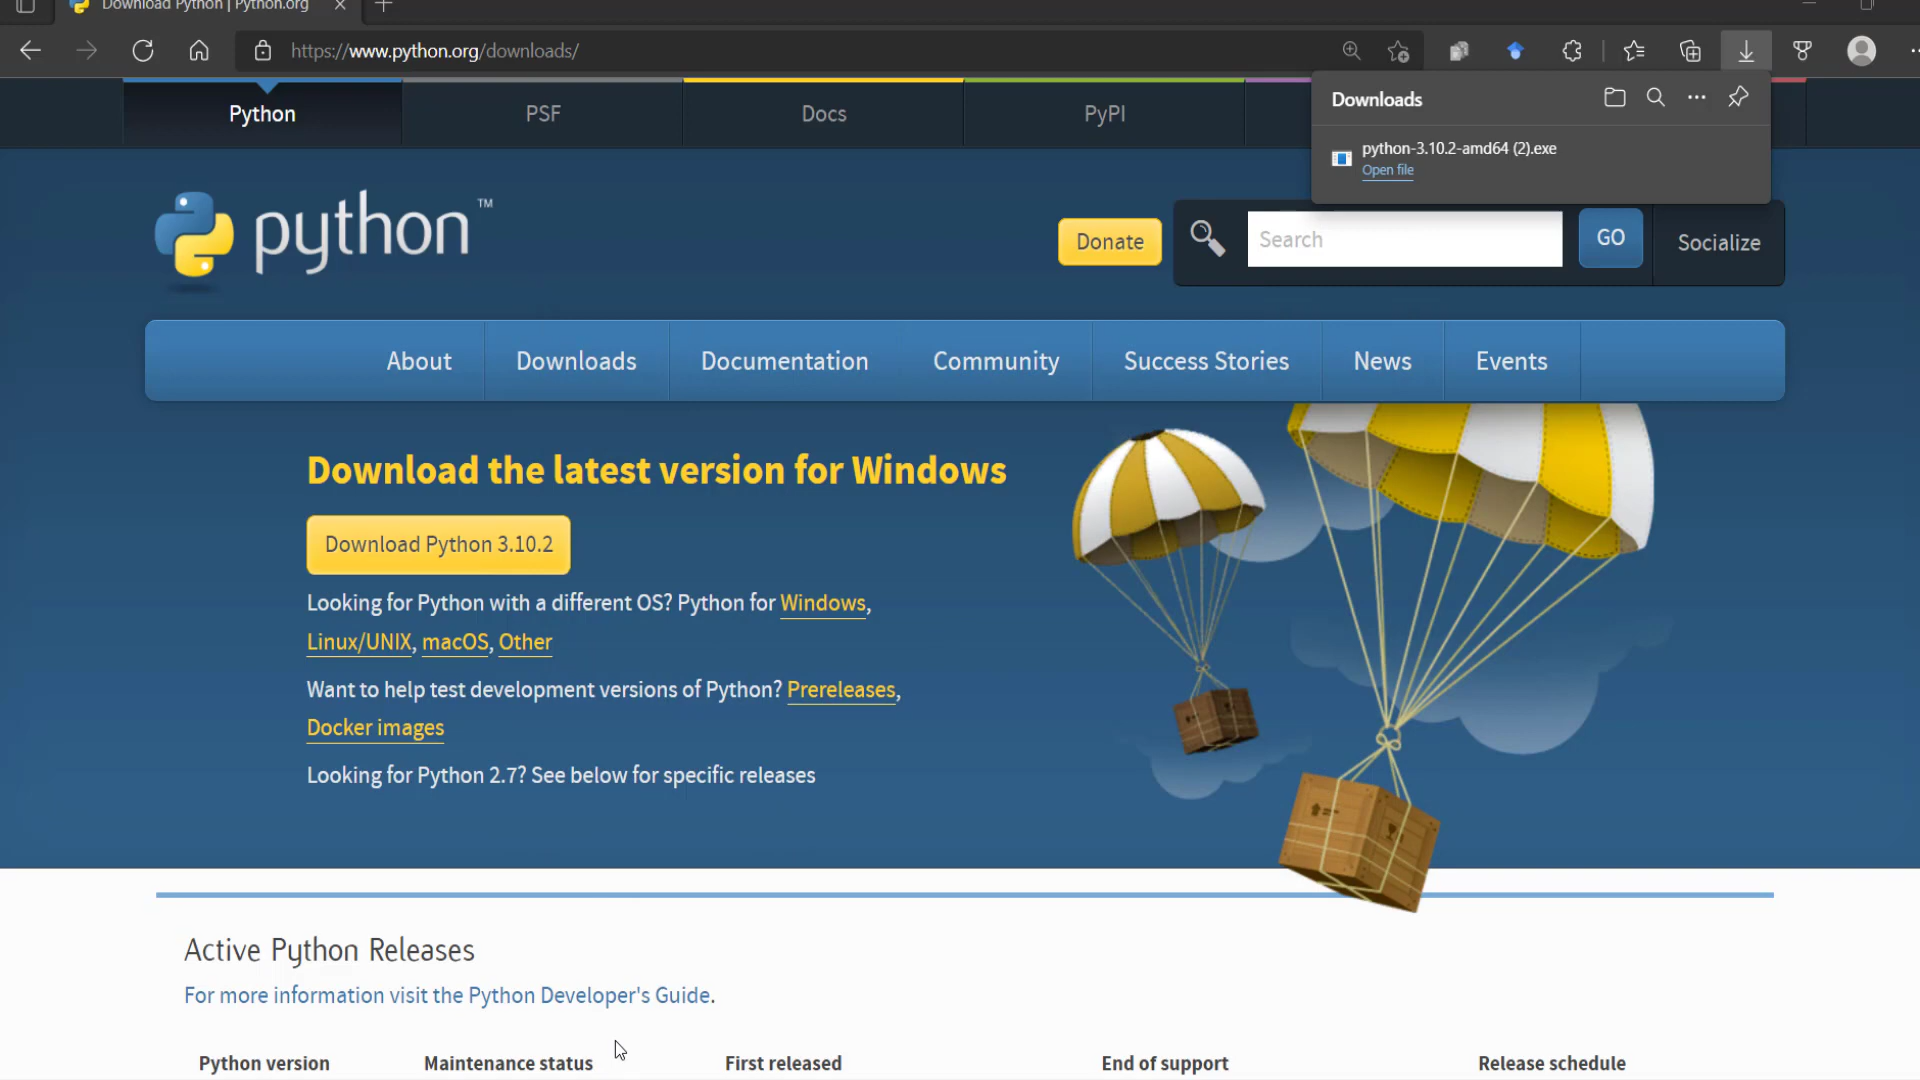 Download Python | Python.org
https://www.python.org/downloads/
Python
PSF
Docs
PyPI
Downloads
python-3.10.2-amd64 (2).exe
Open file
python™
Donate
Search
GO
Socialize
About
Downloads
Documentation
Community
Success Stories
News
Events
Download the latest version for Windows
Download Python 3.10.2
Looking for Python with a different OS? Python for Windows,
Linux/UNIX, macOS, Other
Want to help test development versions of Python? Prereleases,
Docker images
Looking for Python 2.7? See below for specific releases
Active Python Releases
For more information visit the Python Developer's Guide.
Python version
Maintenance status
First released
End of support
Release schedule